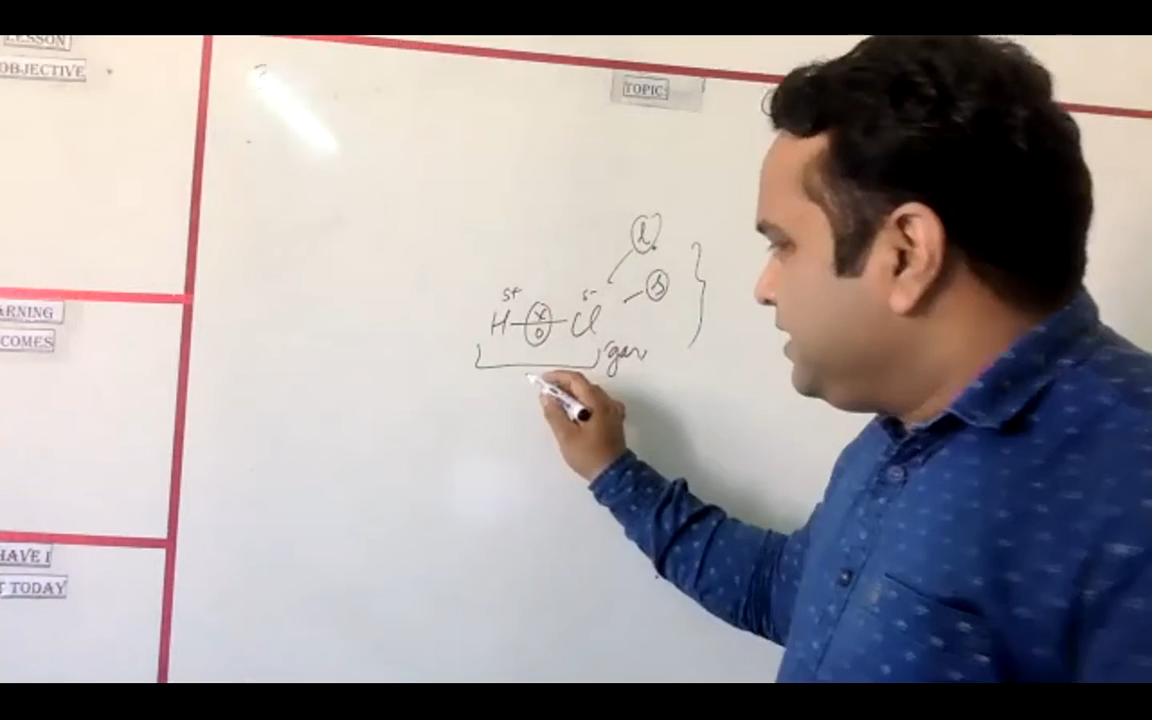 LESSON
OBJECTIVE
TOPIC:
l
s
δ+ δ-
H x o Cl
gas
ARNING
COMES
HAVE I
T TODAY